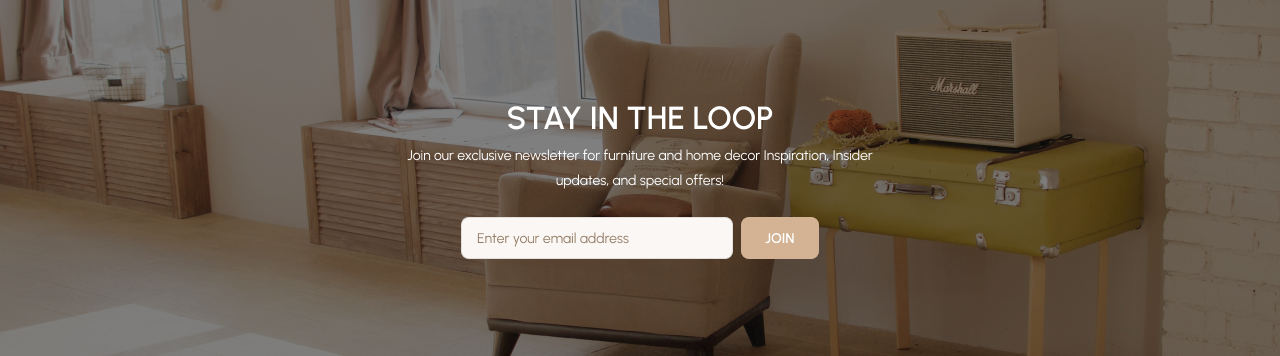 Marshall
STAY IN THE LOOP
Join our exclusive newsletter for furniture and home decor Inspiration, Insider
updates, and special offers!
Enter your email address
JOIN